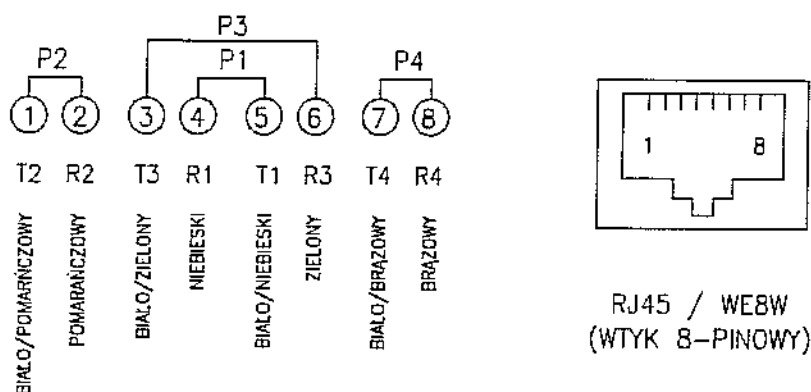 P3
P2 P1 P4
1 2 3 4 5 6 7 8
T2 R2 T3 R1 T1 R3 T4 R4
BIAŁO/POMARŃCZOWY
POMARAŃCZOWY
BIAŁO/ZIELONY
NIEBIESKI
BIAŁO/NIEBIESKI
ZIELONY
BIAŁO/BRĄZOWY
BRĄZOWY
1 8
RJ45 / WE8W
(WTYK 8-PINOWY)